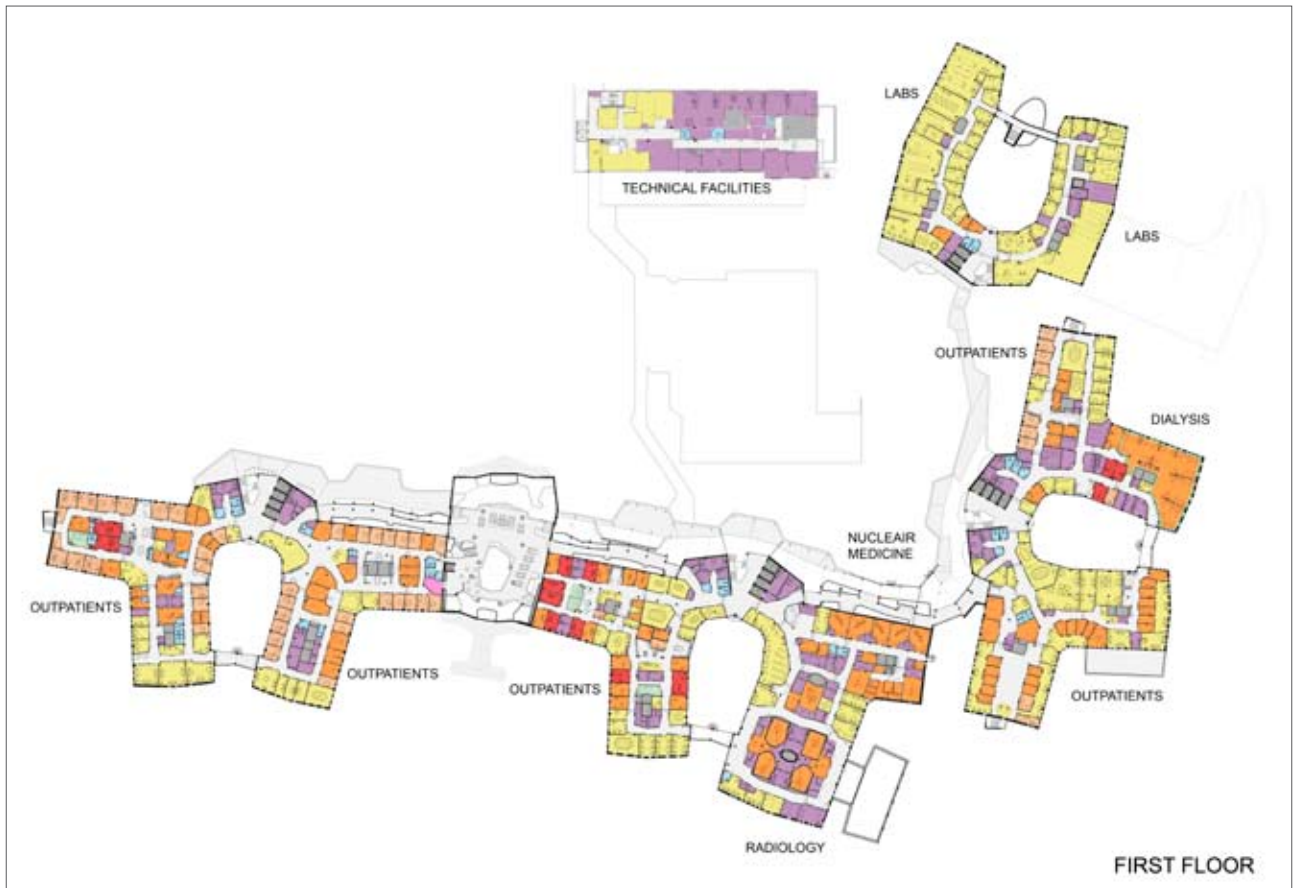 LABS
TECHNICAL FACILITIES
LABS
OUTPATIENTS
DIALYSIS
NUCLEAIR
MEDICINE
OUTPATIENTS
OUTPATIENTS
OUTPATIENTS
OUTPATIENTS
RADIOLOGY
FIRST FLOOR